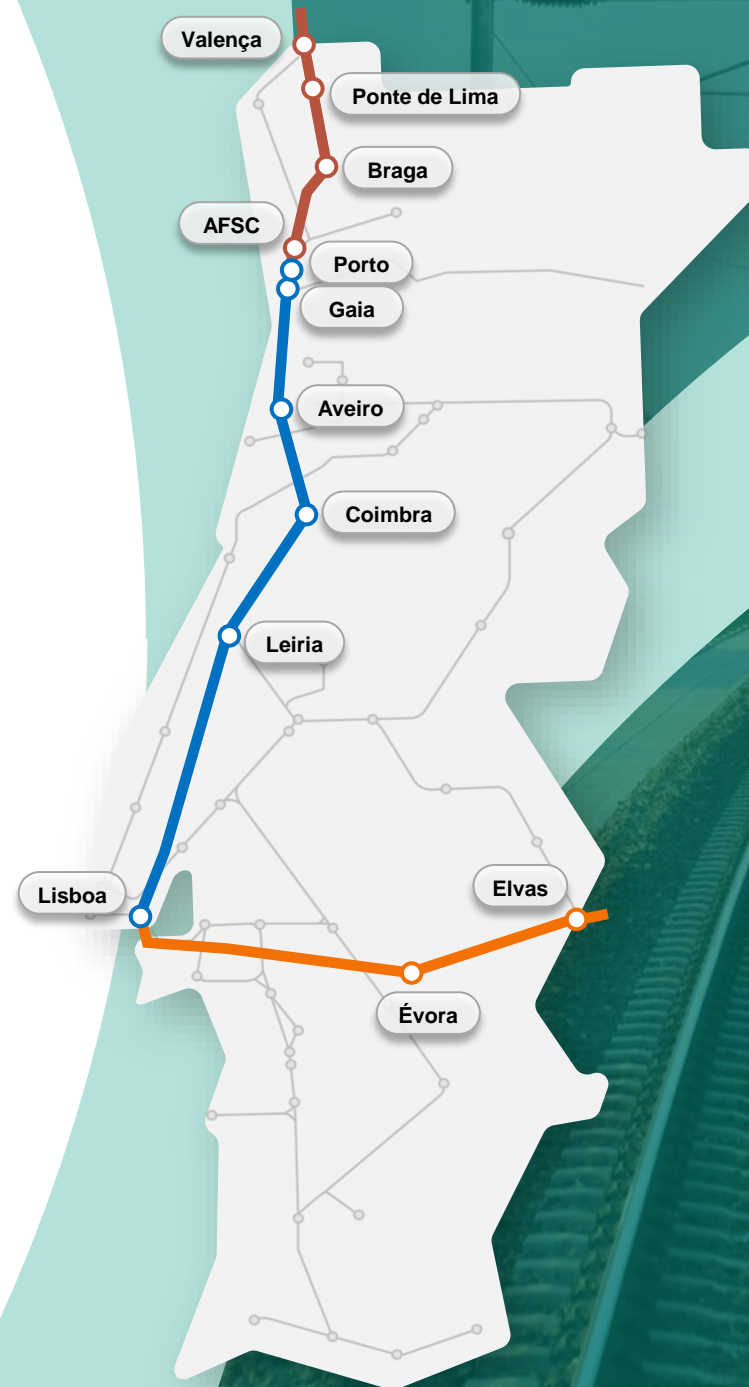 Valença
Ponte de Lima
Braga
AFSC
Porto
Gaia
Aveiro
Coimbra
Leiria
Lisboa
Elvas
Évora